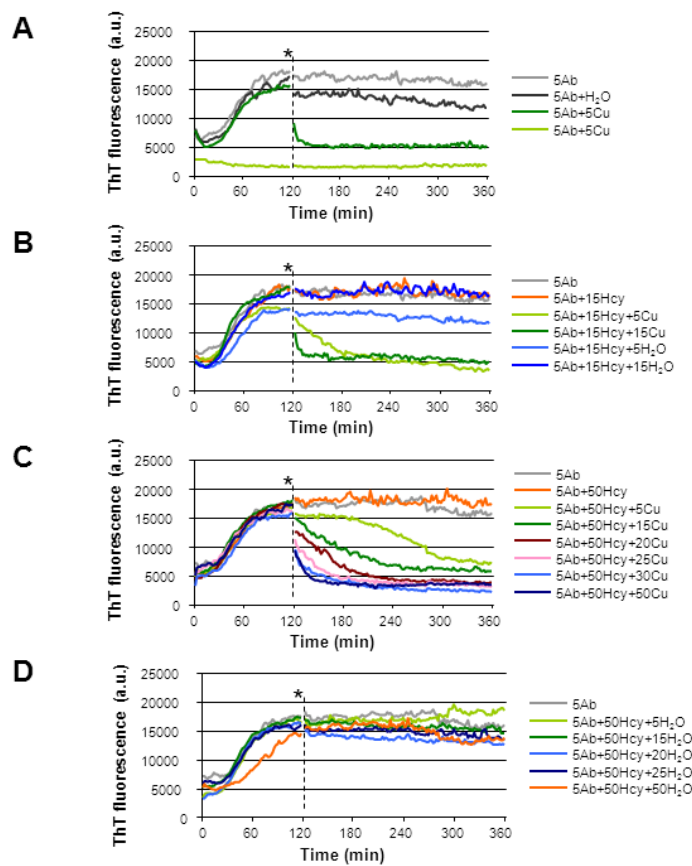 A
ThT fluorescence (a.u.)
25000
20000
15000
10000
5000
0
*
0 60 120 180 240 300 360
Time (min)
5Ab
5Ab+H₂O
5Ab+5Cu
5Ab+5Cu
B
ThT fluorescence (a.u.)
25000
20000
15000
10000
5000
0
*
0 60 120 180 240 300 360
Time (min)
5Ab
5Ab+15Hcy
5Ab+15Hcy+5Cu
5Ab+15Hcy+15Cu
5Ab+15Hcy+5H₂O
5Ab+15Hcy+15H₂O
C
ThT fluorescence (a.u.)
25000
20000
15000
10000
5000
0
*
0 60 120 180 240 300 360
Time (min)
5Ab
5Ab+50Hcy
5Ab+50Hcy+5Cu
5Ab+50Hcy+15Cu
5Ab+50Hcy+20Cu
5Ab+50Hcy+25Cu
5Ab+50Hcy+30Cu
5Ab+50Hcy+50Cu
D
ThT fluorescence (a.u.)
25000
20000
15000
10000
5000
0
*
0 60 120 180 240 300 360
Time (min)
5Ab
5Ab+50Hcy+5H₂O
5Ab+50Hcy+15H₂O
5Ab+50Hcy+20H₂O
5Ab+50Hcy+25H₂O
5Ab+50Hcy+50H₂O